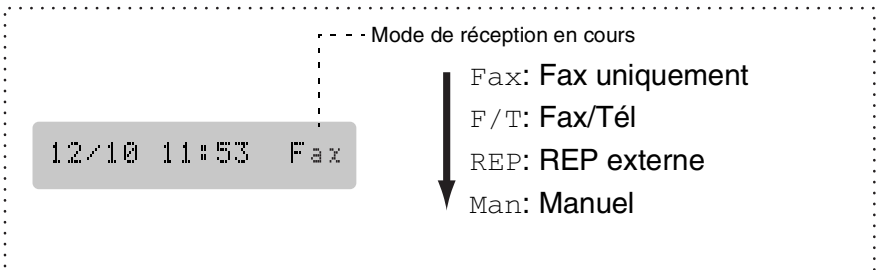 Mode de réception en cours
Fax: Fax uniquement
F/T: Fax/Tél
12/10 11:53 Fax
REP: REP externe
Man: Manuel